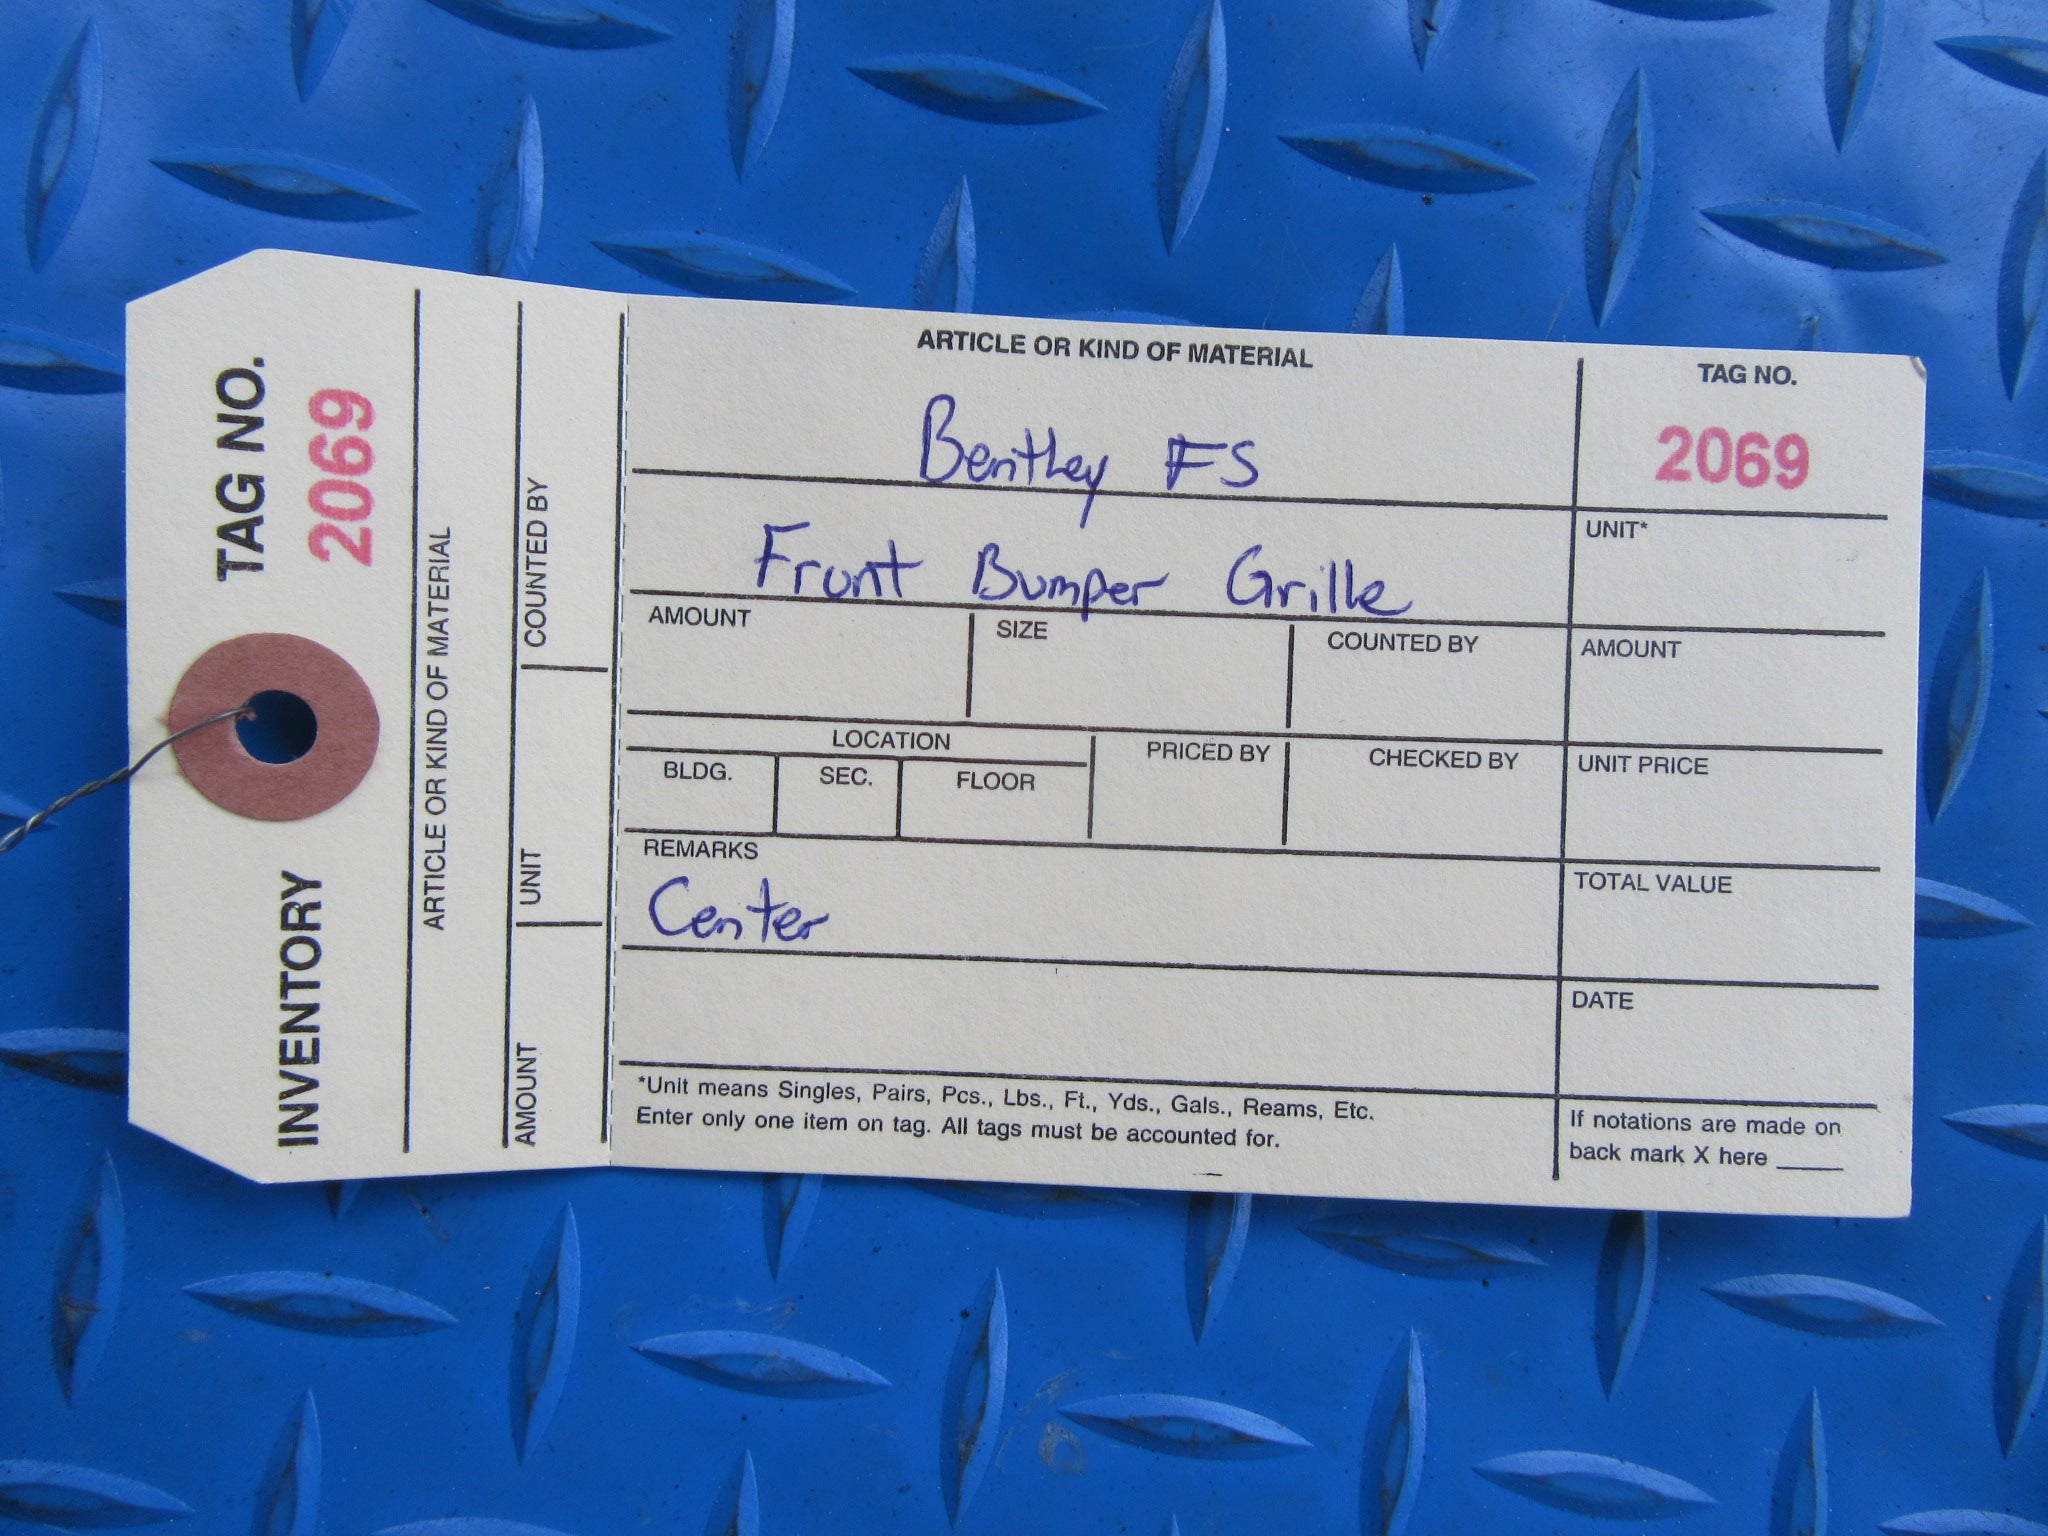 TAG NO.
2069
INVENTORY
ARTICLE OR KIND OF MATERIAL
COUNTED BY
UNIT
AMOUNT
ARTICLE OR KIND OF MATERIAL
Bentley FS
Front Bumper Grille
TAG NO.
2069
UNIT*
AMOUNT
SIZE
COUNTED BY
AMOUNT
LOCATION
BLDG.
SEC.
FLOOR
PRICED BY
CHECKED BY
UNIT PRICE
REMARKS
Center
TOTAL VALUE
DATE
*Unit means Singles, Pairs, Pcs., Lbs., Ft., Yds., Gals., Reams, Etc.
Enter only one item on tag. All tags must be accounted for.
If notations are made on
back mark X here ____